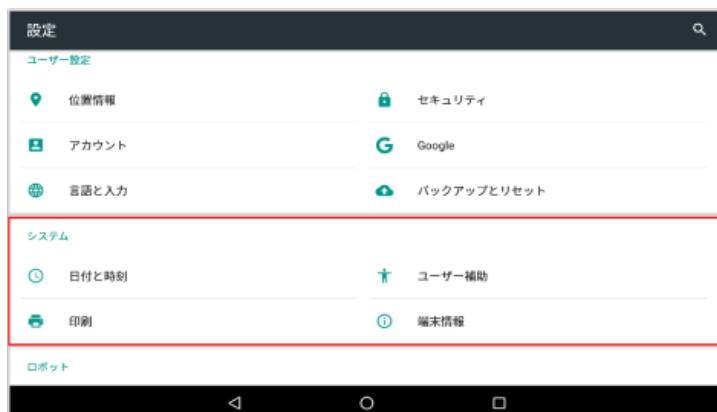 設定
ユーザー設定
位置情報 セキュリティ
アカウント Google
言語と入力 バックアップとリセット
システム
日付と時刻 ユーザー補助
印刷 端末情報
ロボット